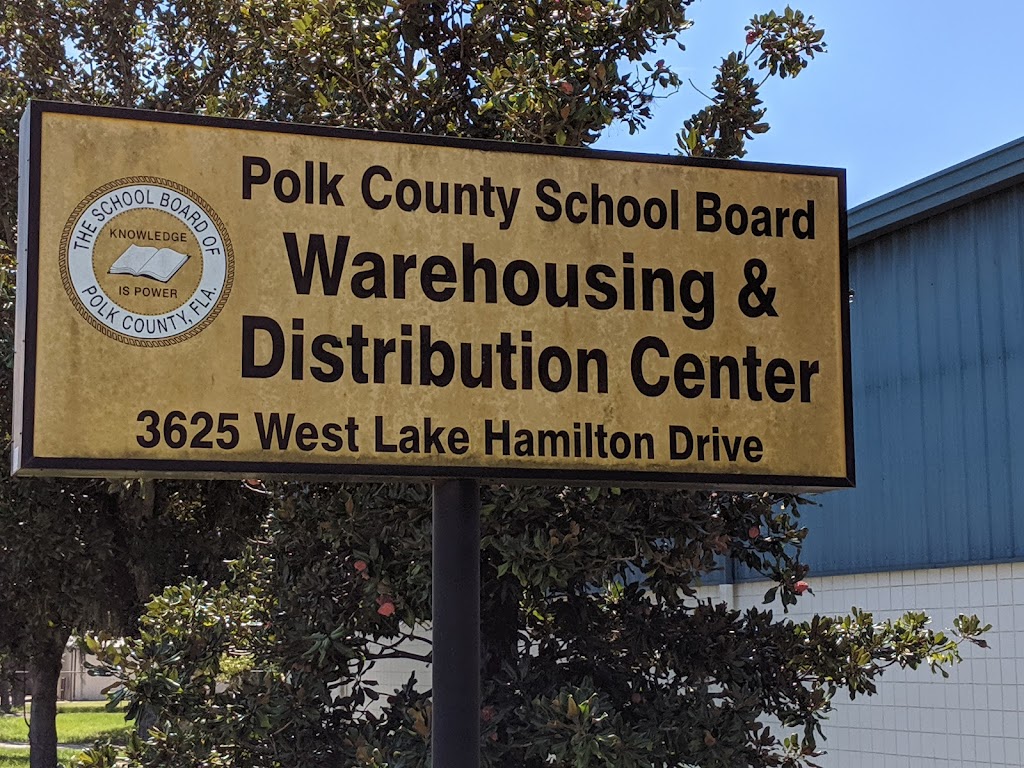 THE SCHOOL BOARD OF
KNOWLEDGE
IS POWER
POLK COUNTY, FLA.
Polk County School Board
Warehousing &
Distribution Center
3625 West Lake Hamilton Drive